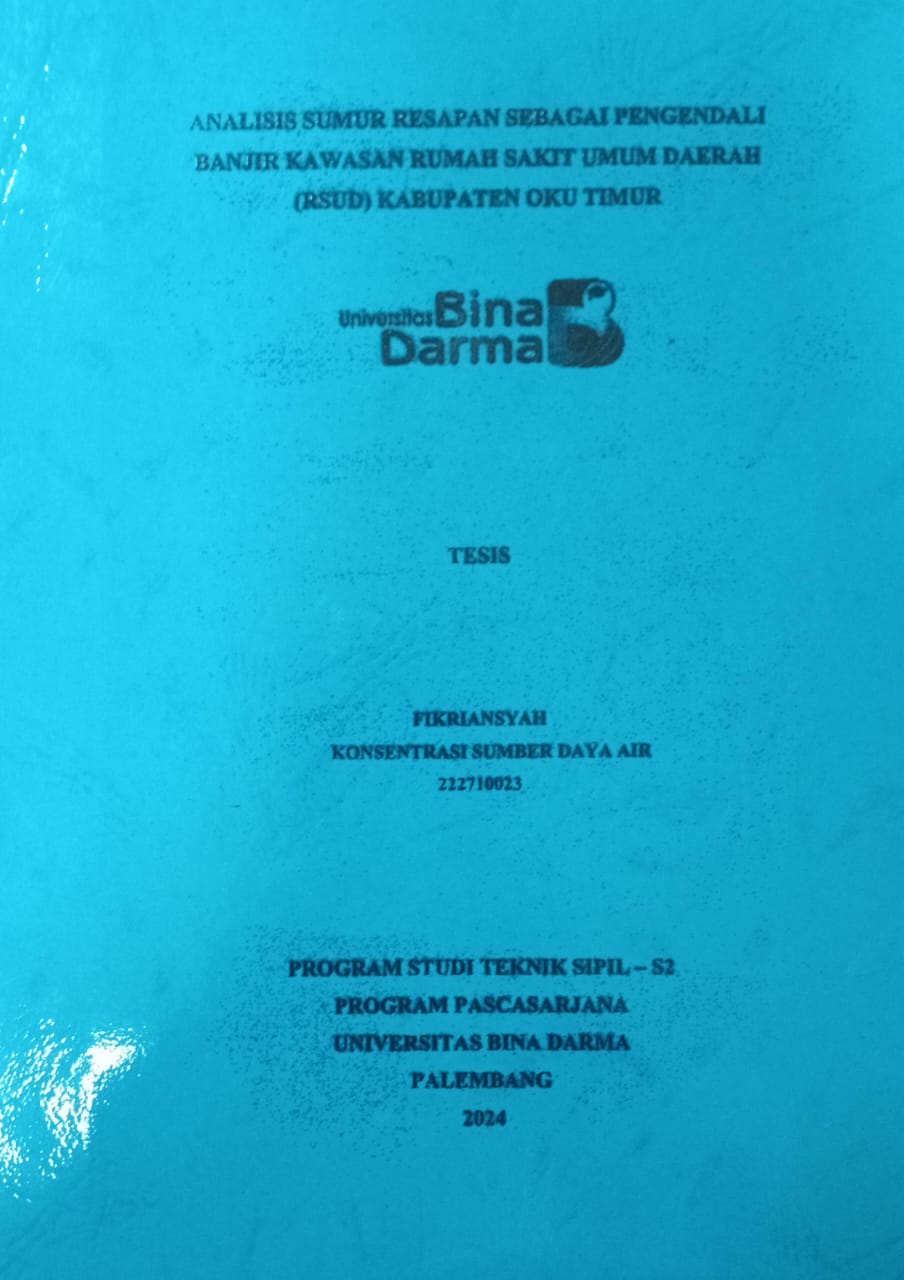 ANALISIS SUMUR RESAPAN SEBAGAI PENGENDALI
BANJIR KAWASAN RUMAH SAKIT UMUM DAERAH
(RSUD) KABUPATEN OKU TIMUR
Universitas Bina
Darma
TESIS
FIKRIANSYAH
KONSENTRASI SUMBER DAYA AIR
222710023
PROGRAM STUDI TEKNIK SIPIL – S2
PROGRAM PASCASARJANA
UNIVERSITAS BINA DARMA
PALEMBANG
2024